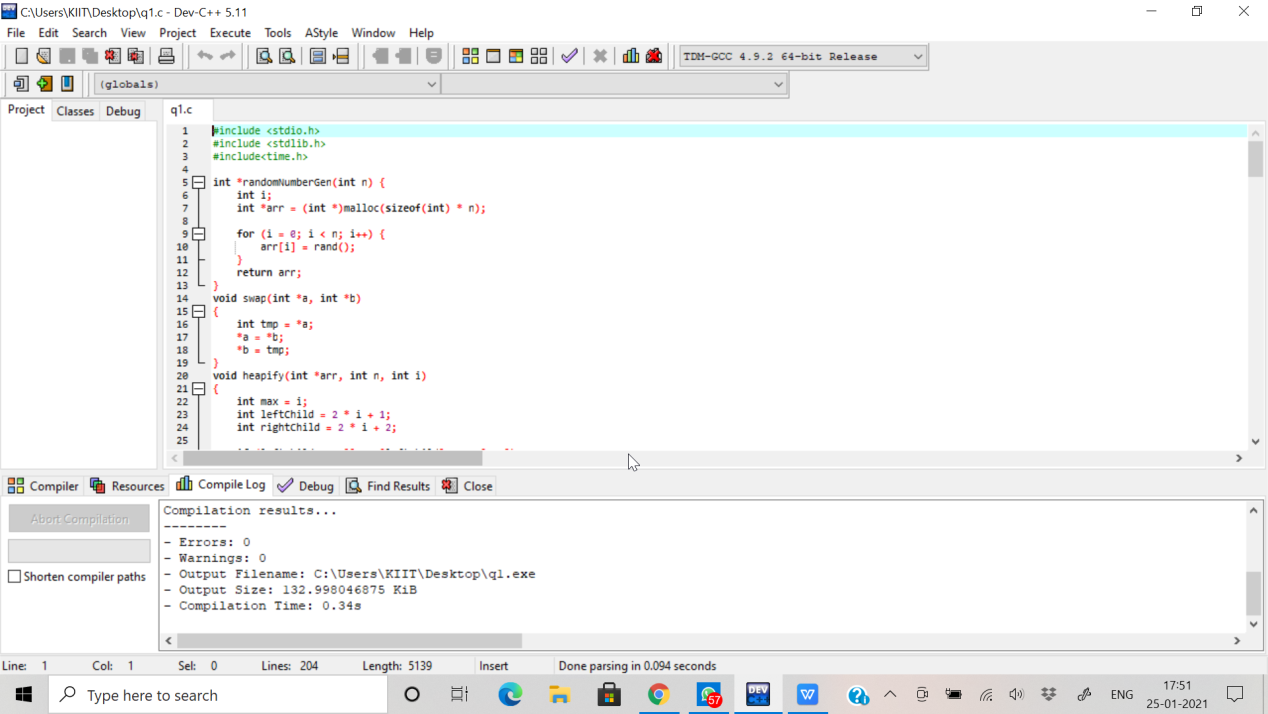 C:\Users\KIIT\Desktop\q1.c - Dev-C++ 5.11
File Edit Search View Project Execute Tools AStyle Window Help
TDM-GCC 4.9.2 64-bit Release
(globals)
Project Classes Debug q1.c
1 #include <stdio.h>
2 #include <stdlib.h>
3 #include<time.h>
4
5 int *randomNumberGen(int n) {
6 int i;
7 int *arr = (int *)malloc(sizeof(int) * n);
8
9 for (i = 0; i < n; i++) {
10 arr[i] = rand();
11 }
12 return arr;
13 }
14 void swap(int *a, int *b)
15 {
16 int tmp = *a;
17 *a = *b;
18 *b = tmp;
19 }
20 void heapify(int *arr, int n, int i)
21 {
22 int max = i;
23 int leftChild = 2 * i + 1;
24 int rightChild = 2 * i + 2;
25
Compiler Resources Compile Log Debug Find Results Close
Abort Compilation
Shorten compiler paths
Compilation results...
--------
- Errors: 0
- Warnings: 0
- Output Filename: C:\Users\KIIT\Desktop\q1.exe
- Output Size: 132.998046875 KiB
- Compilation Time: 0.34s
Line: 1 Col: 1 Sel: 0 Lines: 204 Length: 5139 Insert Done parsing in 0.094 seconds
Type here to search
57
DEV
W
ENG
17:51
25-01-2021